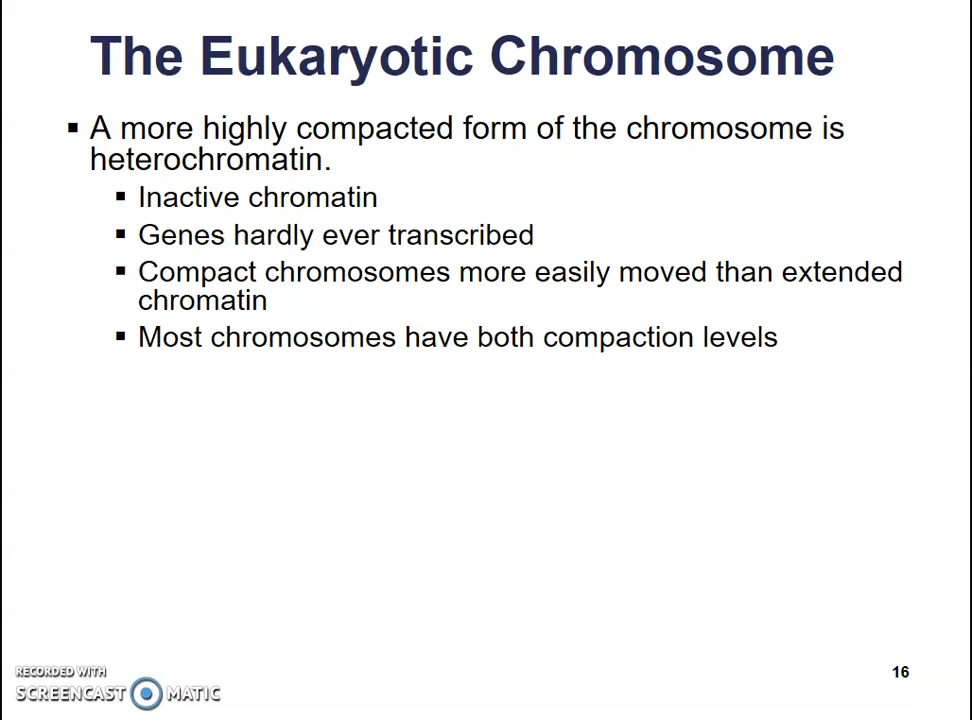 The Eukaryotic Chromosome
▪ A more highly compacted form of the chromosome is
heterochromatin.
▪ Inactive chromatin
▪ Genes hardly ever transcribed
▪ Compact chromosomes more easily moved than extended
chromatin
▪ Most chromosomes have both compaction levels
16
RECORDED WITH
SCREENCAST MATIC